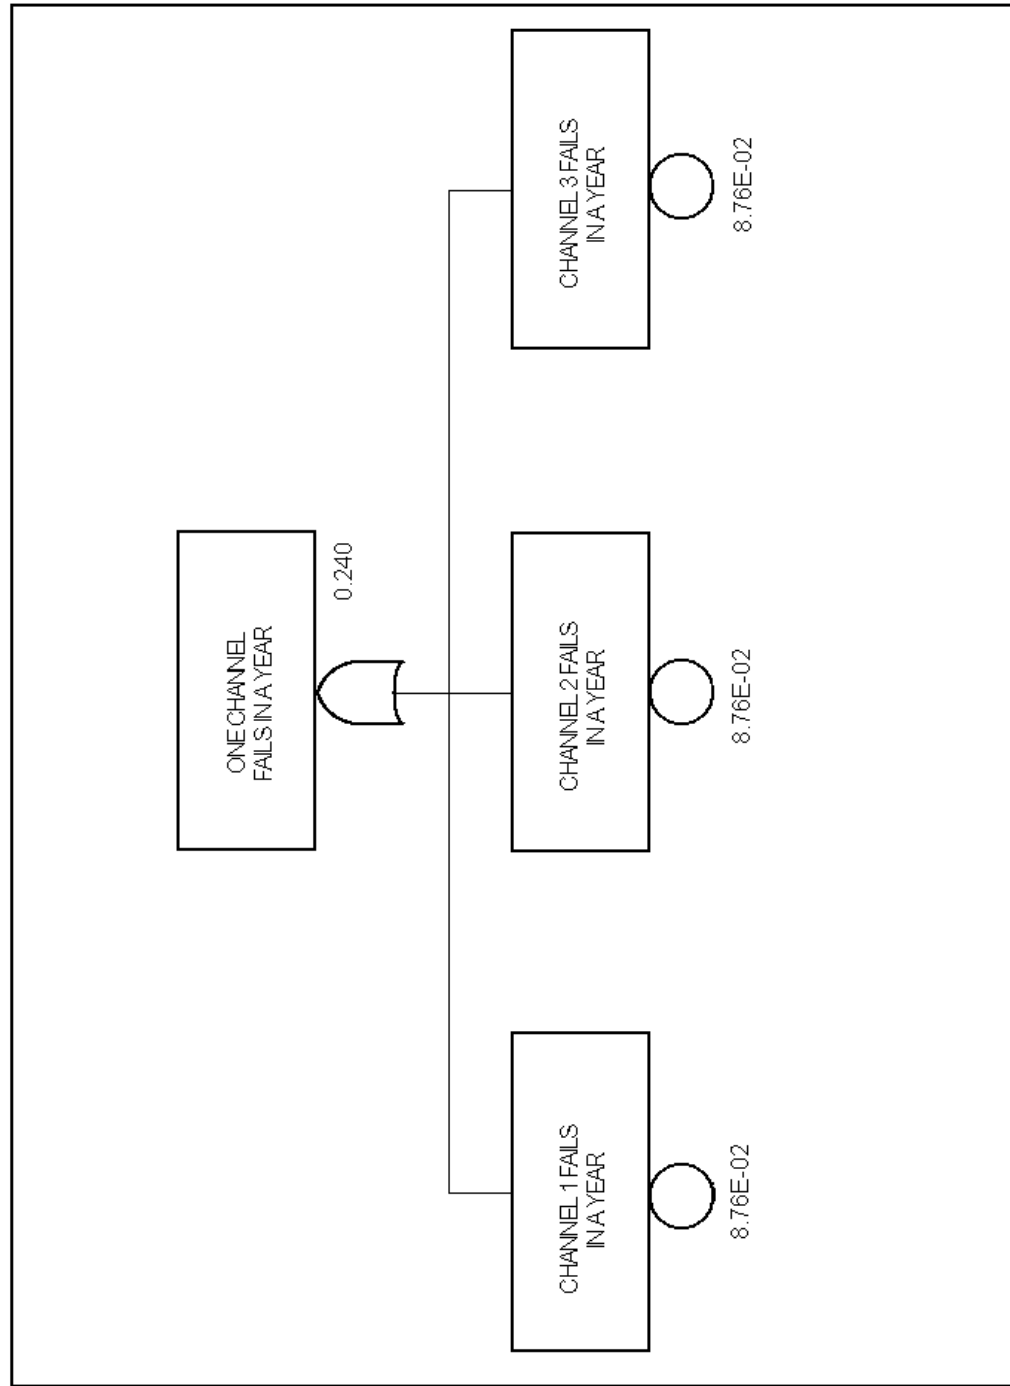 ONE CHANNEL
FAILS IN A YEAR
0.240
CHANNEL 1 FAILS
IN A YEAR
8.76E-02
CHANNEL 2 FAILS
IN A YEAR
8.76E-02
CHANNEL 3 FAILS
IN A YEAR
8.76E-02